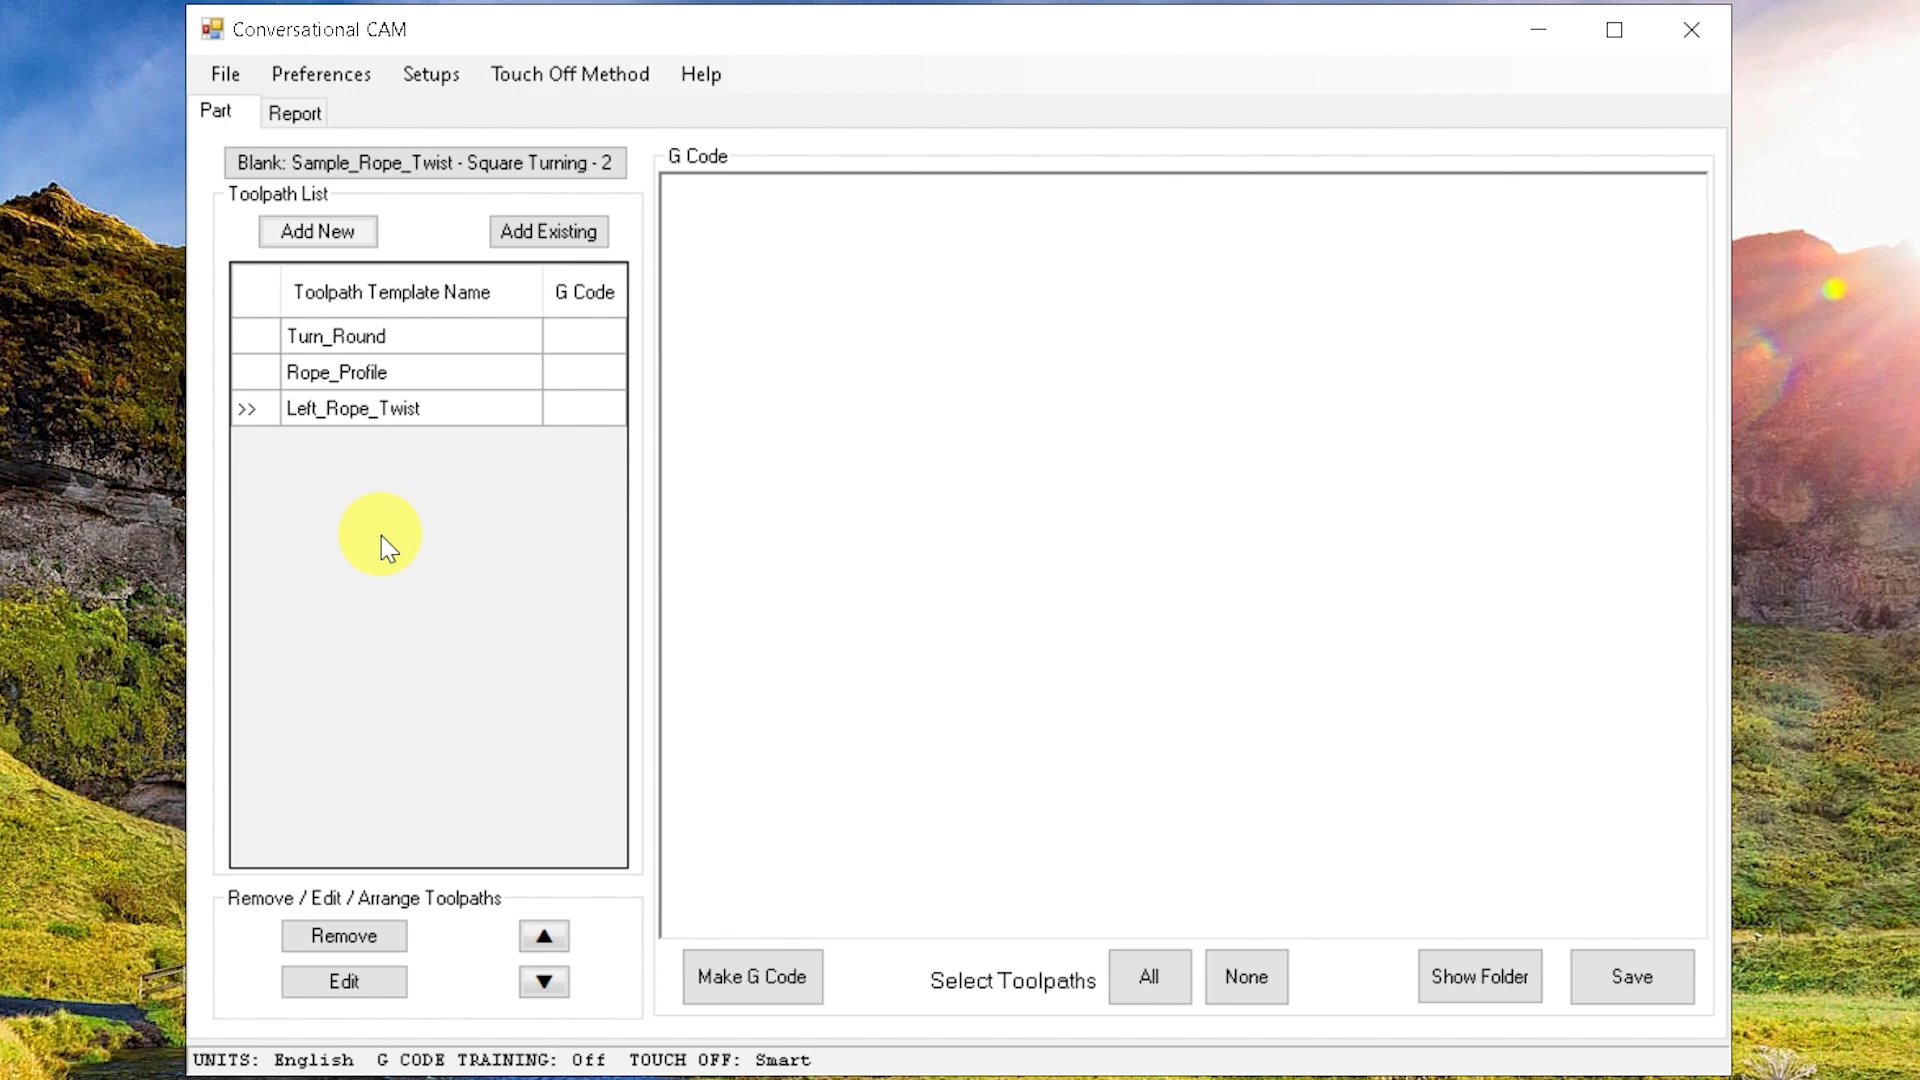 Conversational CAM
File Preferences Setups Touch Off Method Help
Part Report
Blank: Sample_Rope_Twist - Square Turning - 2
G Code
Toolpath List
Add New Add Existing
Toolpath Template Name G Code
Turn_Round
Rope_Profile
>> Left_Rope_Twist
Remove / Edit / Arrange Toolpaths
Remove
Edit
Make G Code Select Toolpaths All None Show Folder Save
UNITS: English G CODE TRAINING: Off TOUCH OFF: Smart